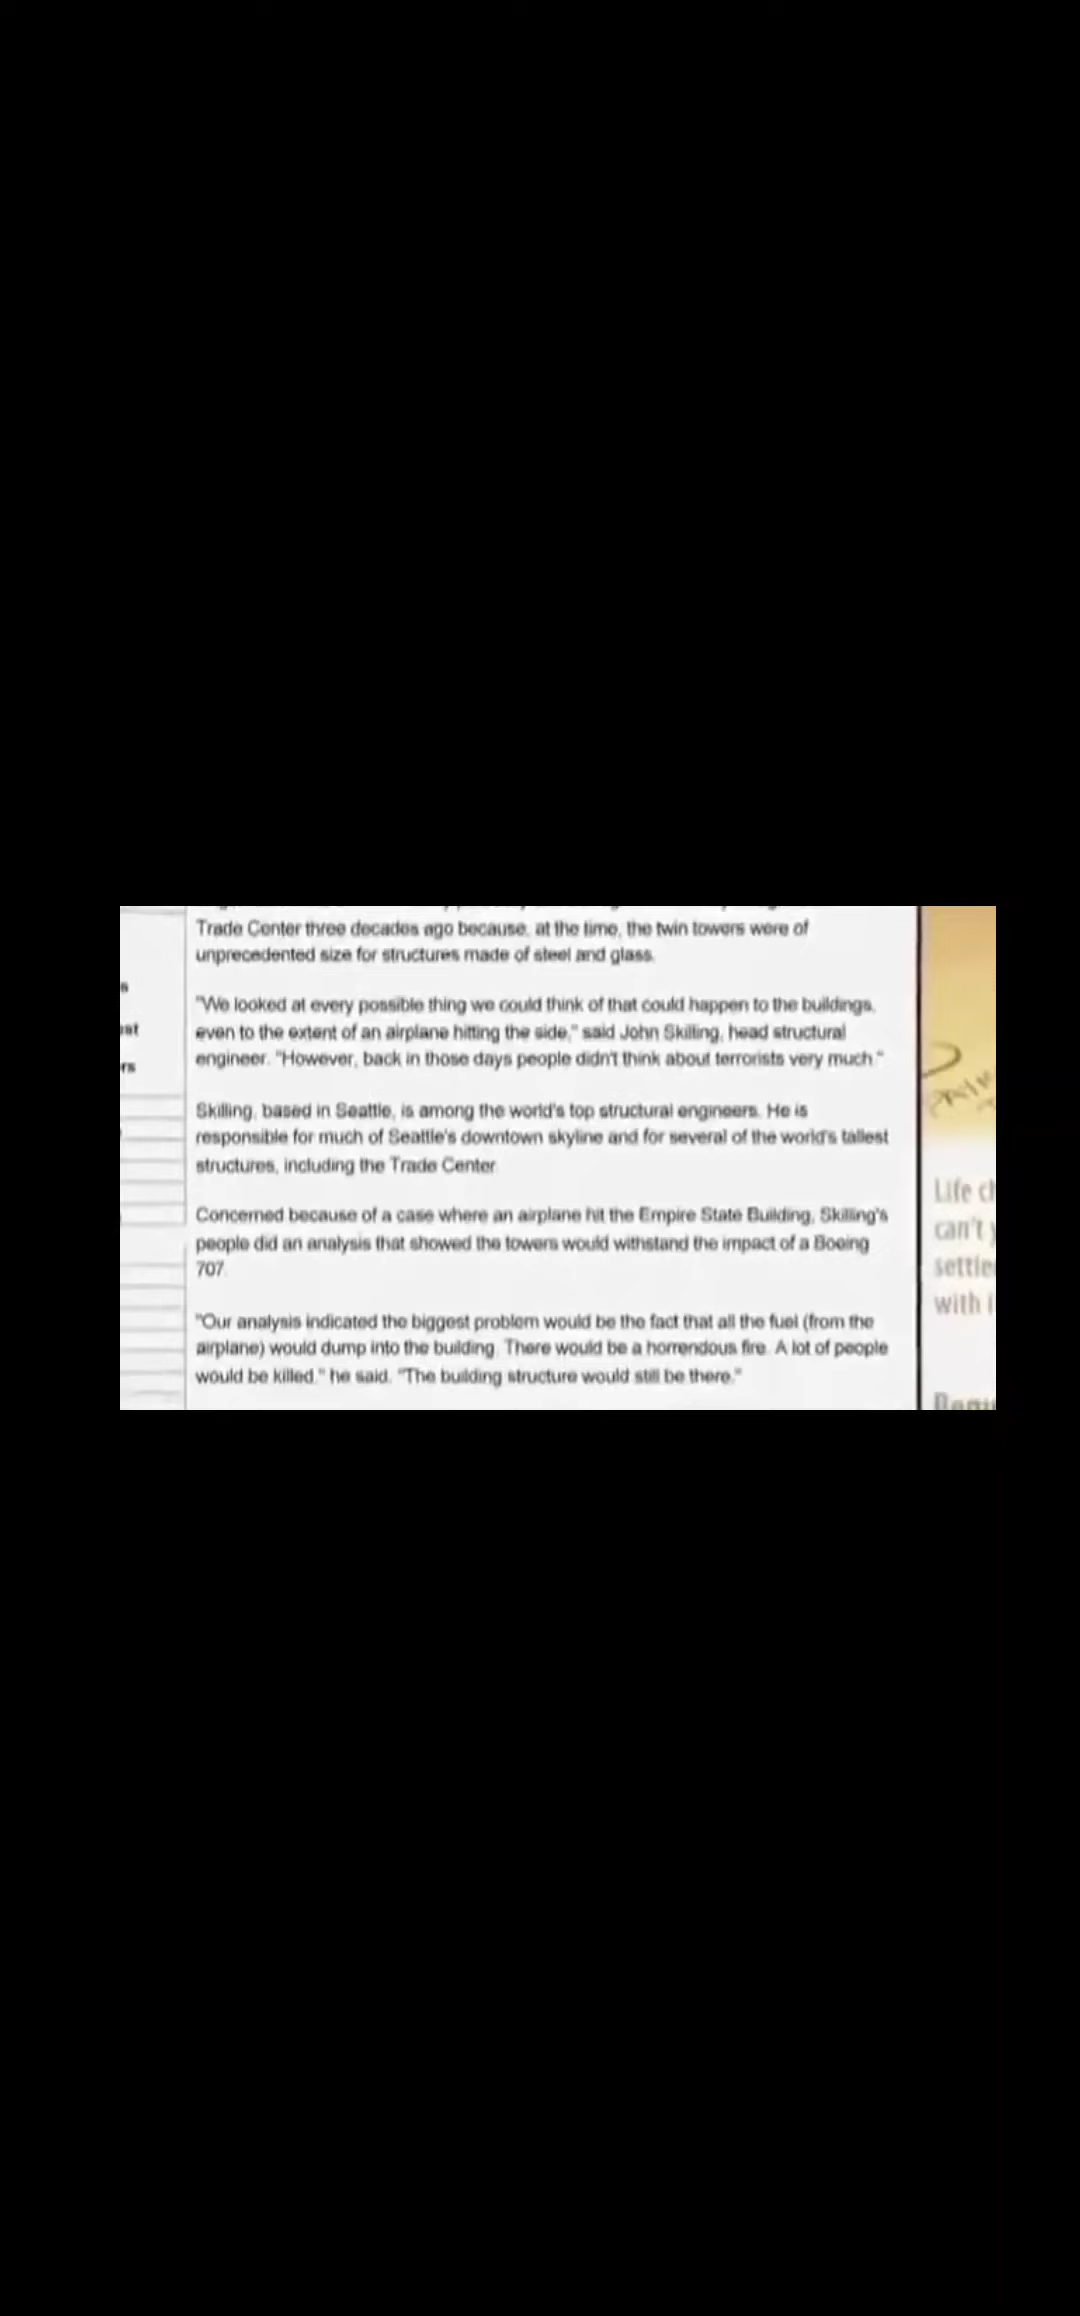 Trade Center three decades ago because, at the time, the twin towers were of
unprecedented size for structures made of steel and glass.
"We looked at every possible thing we could think of that could happen to the buildings,
even to the extent of an airplane hitting the side," said John Skilling, head structural
engineer. "However, back in those days people didn't think about terrorists very much."
Skilling, based in Seattle, is among the world's top structural engineers. He is
responsible for much of Seattle's downtown skyline and for several of the world's tallest
structures, including the Trade Center.
Concerned because of a case where an airplane hit the Empire State Building, Skilling's
people did an analysis that showed the towers would withstand the impact of a Boeing
707.
"Our analysis indicated the biggest problem would be the fact that all the fuel (from the
airplane) would dump into the building. There would be a horrendous fire. A lot of people
would be killed," he said. "The building structure would still be there."
Life
can't
settle
with